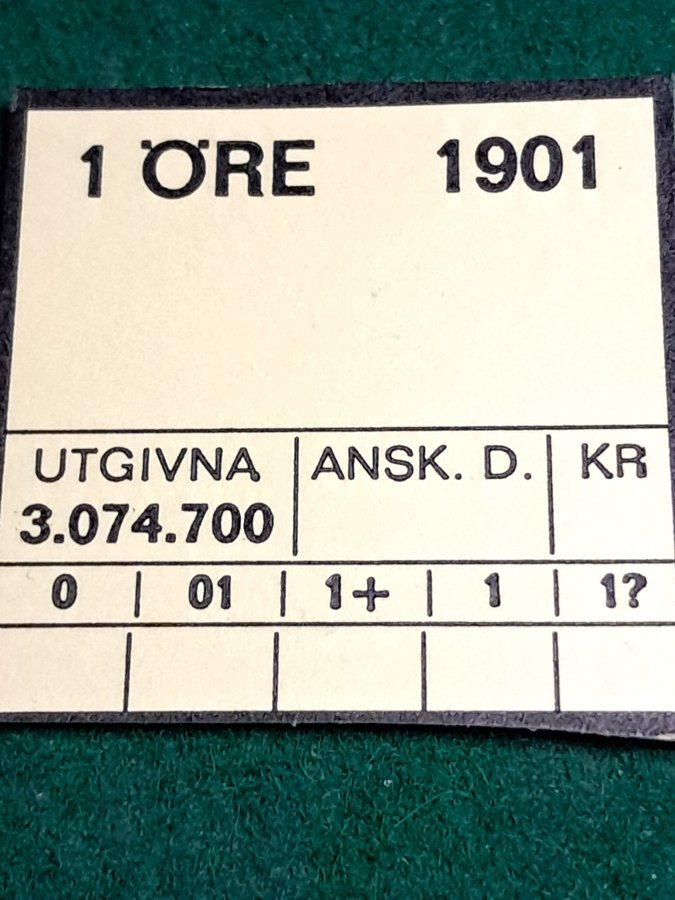 1 ÖRE 1901
UTGIVNA ANSK. D. KR
3.074.700
0 01 1+ 1 1?